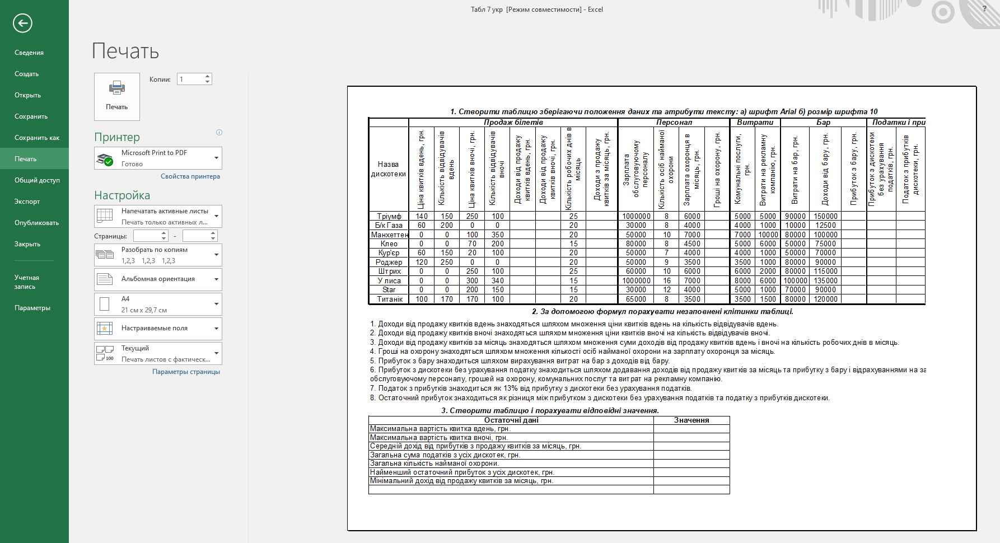 Табл 7 укр [Режим совместимости] - Excel
?
Сведения
Создать
Открыть
Сохранить
Сохранить как
Печать
Общий доступ
Экспорт
Опубликовать
Закрыть
Учетная
запись
Параметры
Печать
Печать
Копии: 1
Принтер
Microsoft Print to PDF
Готово
Свойства принтера
Настройка
Напечатать активные листы
Печать только активных л...
Страницы: -
Разобрать по копиям
1,2,3 1,2,3 1,2,3
Альбомная ориентация
A4
21 см x 29,7 см
Настраиваемые поля
Текущий
Печать листов с фактическ...
100
Параметры страницы
1. Створити таблицю зберігаючи положення даних та атрибути тексту: а) шрифт Arial б) розмір шрифта 10
Продаж білетів Персонал Витрати Бар Податки і при
Назва
дискотеки
Ціна квитків вдень, грн.
Кількість відвідувачів
вдень
Ціна квитків вночі, грн.
Кількість відвідувачів
вночі
Доходи від продажу
квитків вдень, грн.
Доходи від продажу
квитків вночі, грн.
Кількість робочих днів в
місяць
Доходи з продажу
квитків за місяць, грн.
Зарплата
обслуговуючому
персоналу
Кількість осіб найманої
охорони
Зарплата охоронця в
місяць, грн.
Гроші на охорону, грн.
Комунальні послуги,
грн.
Витрати на рекламну
компанію, грн.
Витрати на бар, грн.
Доходи від бару, грн.
Прибуток з бару, грн.
Прибуток з дискотеки
без урахування
податків, грн.
Податок з прибутків
дискотеки, грн.
Тріумф 140 150 250 100 25 1000000 8 6000 5000 5000 90000 150000
Б/к Газа 60 200 0 0 20 30000 8 4000 4000 1000 10000 12500
Манхеттен 0 0 100 350 20 50000 10 7000 7000 10000 80000 100000
Клео 0 0 70 200 15 80000 8 4500 5000 6000 50000 75000
Кур'єр 60 150 20 100 20 50000 7 4000 4000 1000 50000 70000
Роджер 120 250 0 0 20 50000 9 3500 3500 1000 80000 90000
Штрих 0 0 250 100 25 60000 10 6000 6000 2000 80000 115000
У лиса 0 0 300 340 15 1000000 16 7000 8000 6000 100000 135000
Star 0 0 200 150 15 30000 12 4000 5000 1000 70000 90000
Титанік 100 170 170 100 20 65000 8 3500 3500 1500 80000 120000
2. За допомогою формул порахувати незаповнені клітинки таблиці.
1. Доходи від продажу квитків вдень знаходяться шляхом множення ціни квитків вдень на кількість відвідувачів вдень.
2. Доходи від продажу квитків вночі знаходяться шляхом множення ціни квитків вночі на кількість відвідувачів вночі.
3. Доходи від продажу квитків за місяць знаходяться шляхом множення суми доходів від продажу квитків вдень і вночі на кількість робочих днів в місяць.
4. Гроші на охорону знаходяться шляхом множення кількості осіб найманої охорони на зарплату охоронця за місяць.
5. Прибуток з бару знаходиться шляхом вирахування витрат на бар з доходів від бару.
6. Прибуток з дискотеки без урахування податку знаходиться шляхом додавання доходів від продажу квитків за місяць та прибутку з бару і відрахуваннями на за
обслуговуючому персоналу, грошей на охорону, комунальних послуг та витрат на рекламну компанію.
7. Податок з прибутків знаходиться як 13% від прибутку з дискотеки без урахування податків.
8. Остаточний прибуток знаходиться як різниця між прибутком з дискотеки без урахування податків та податку з прибутків дискотеки.
3. Створити таблицю і порахувати відповідні значення.
Остаточні дані Значення
Максимальна вартість квитка вдень, грн.
Максимальна вартість квитка вночі, грн.
Середній дохід від прибутків з продажу квитків за місяць, грн.
Загальна сума податків з усіх дискотек, грн.
Загальна кількість найманої охорони.
Найменший остаточний прибуток з усіх дискотек, грн.
Мінімальний дохід від продажу квитків за місяць, грн.